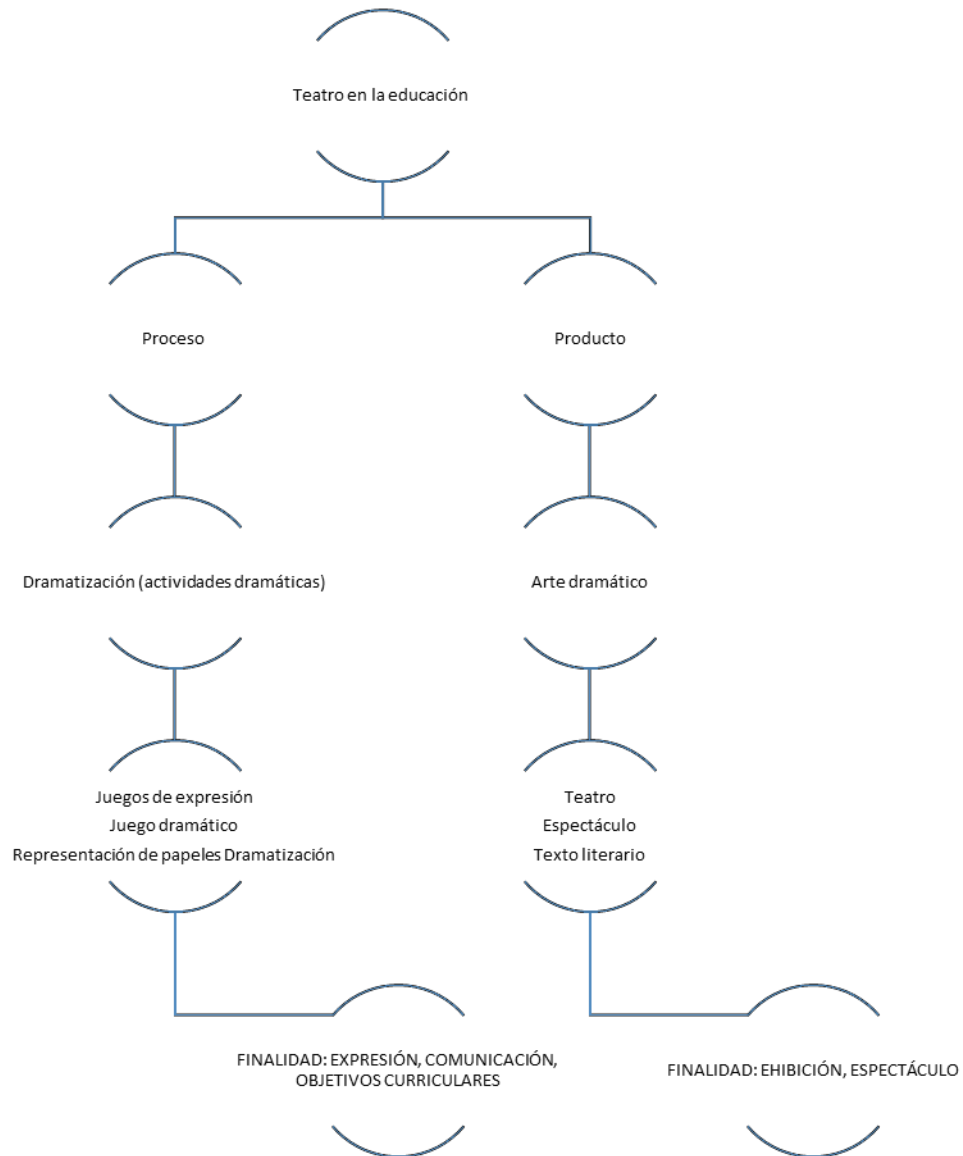 Teatro en la educación
Proceso
Producto
Dramatización (actividades dramáticas)
Arte dramático
Juegos de expresión
Juego dramático
Representación de papeles Dramatización
Teatro
Espectáculo
Texto literario
FINALIDAD: EXPRESIÓN, COMUNICACIÓN,
OBJETIVOS CURRICULARES
FINALIDAD: EHIBICIÓN, ESPECTÁCULO